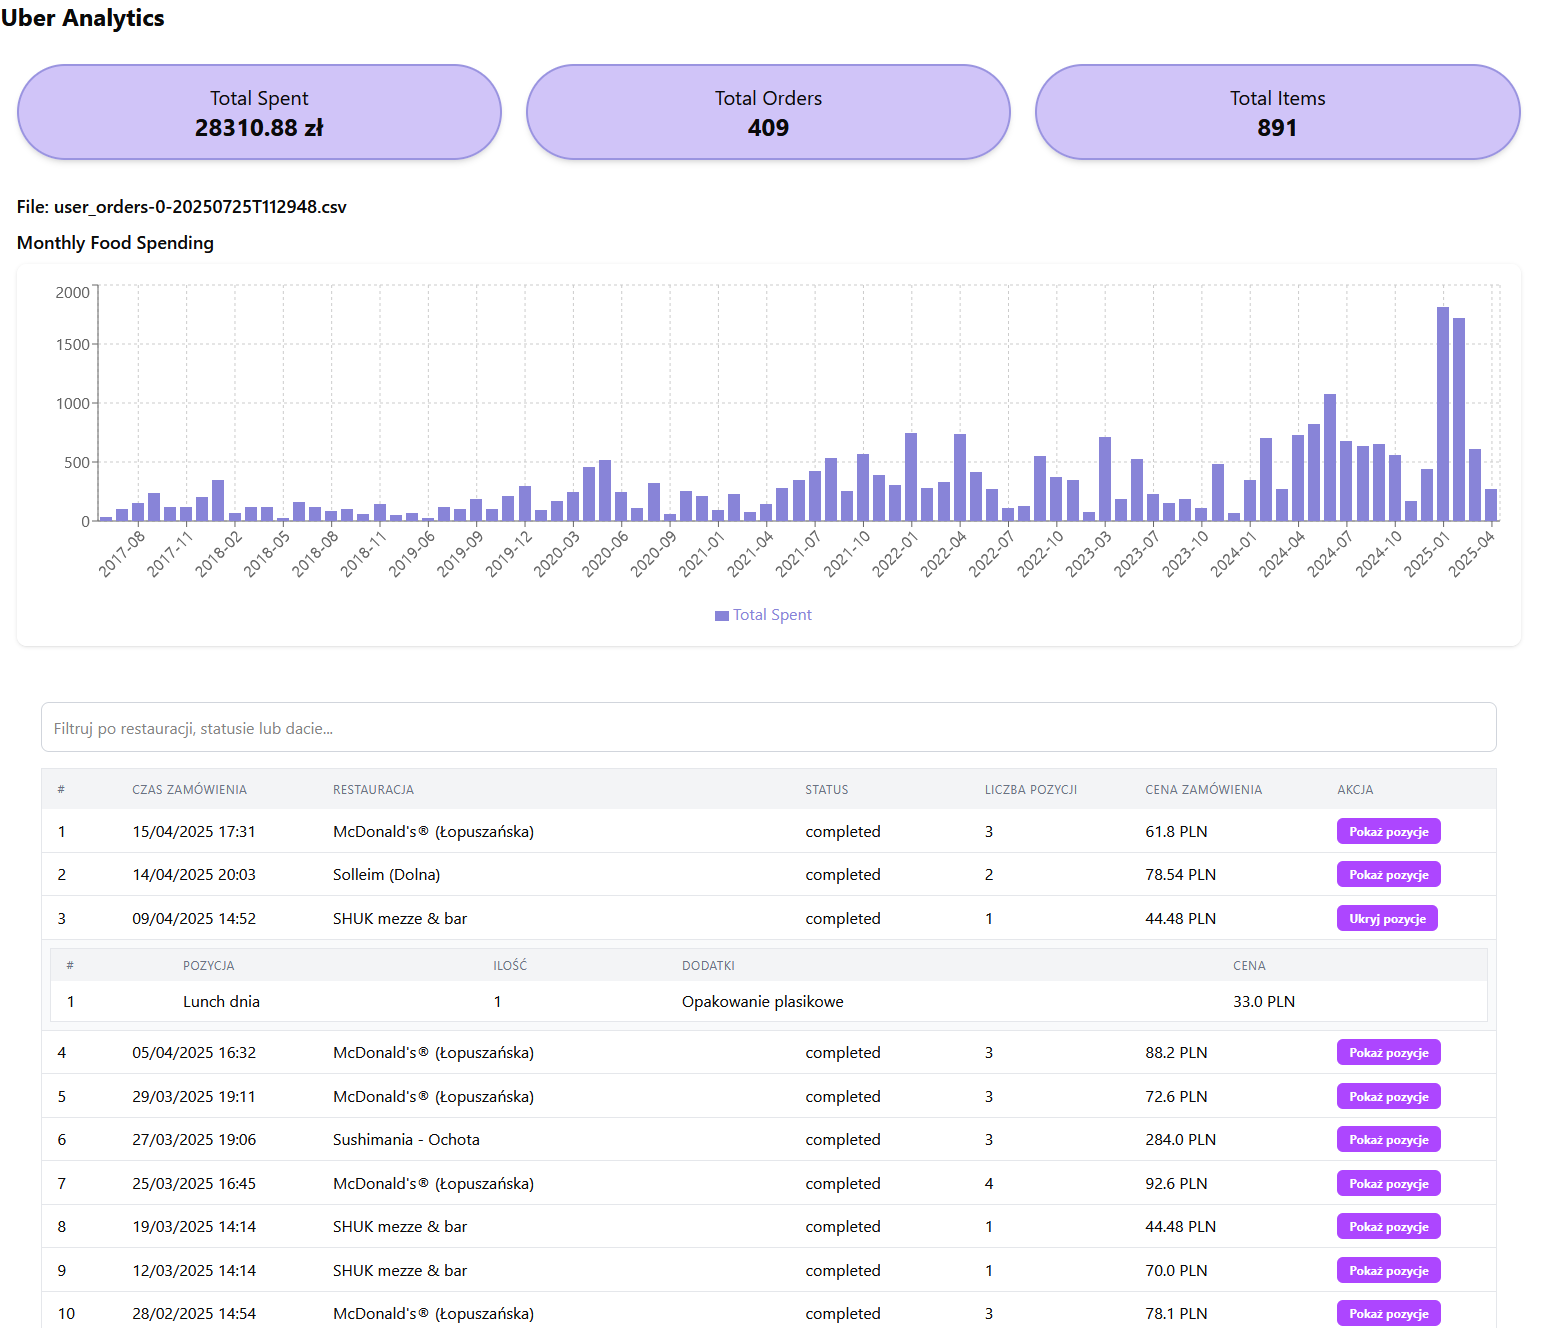 Uber Analytics
Total Spent
28310.88 zł
Total Orders
409
Total Items
891
File: user_orders-0-20250725T112948.csv
Monthly Food Spending
2000
1500
1000
500
0
2017-08 2017-11 2018-02 2018-05 2018-08 2018-11 2019-06 2019-09 2019-12 2020-03 2020-06 2020-09 2021-01 2021-04 2021-07 2021-10 2022-01 2022-04 2022-07 2022-10 2023-03 2023-07 2023-10 2024-01 2024-04 2024-07 2024-10 2025-01 2025-04
Total Spent
Filtruj po restauracji, statusie lub dacie...
# CZAS ZAMÓWIENIA RESTAURACJA STATUS LICZBA POZYCJI CENA ZAMÓWIENIA AKCJA
1 15/04/2025 17:31 McDonald's® (Łopuszańska) completed 3 61.8 PLN Pokaż pozycje
2 14/04/2025 20:03 Solleim (Dolna) completed 2 78.54 PLN Pokaż pozycje
3 09/04/2025 14:52 SHUK mezze & bar completed 1 44.48 PLN Ukryj pozycje
# POZYCJA ILOŚĆ DODATKI CENA
1 Lunch dnia 1 Opakowanie plasikowe 33.0 PLN
4 05/04/2025 16:32 McDonald's® (Łopuszańska) completed 3 88.2 PLN Pokaż pozycje
5 29/03/2025 19:11 McDonald's® (Łopuszańska) completed 3 72.6 PLN Pokaż pozycje
6 27/03/2025 19:06 Sushimania - Ochota completed 3 284.0 PLN Pokaż pozycje
7 25/03/2025 16:45 McDonald's® (Łopuszańska) completed 4 92.6 PLN Pokaż pozycje
8 19/03/2025 14:14 SHUK mezze & bar completed 1 44.48 PLN Pokaż pozycje
9 12/03/2025 14:14 SHUK mezze & bar completed 1 70.0 PLN Pokaż pozycje
10 28/02/2025 14:54 McDonald's® (Łopuszańska) completed 3 78.1 PLN Pokaż pozycje